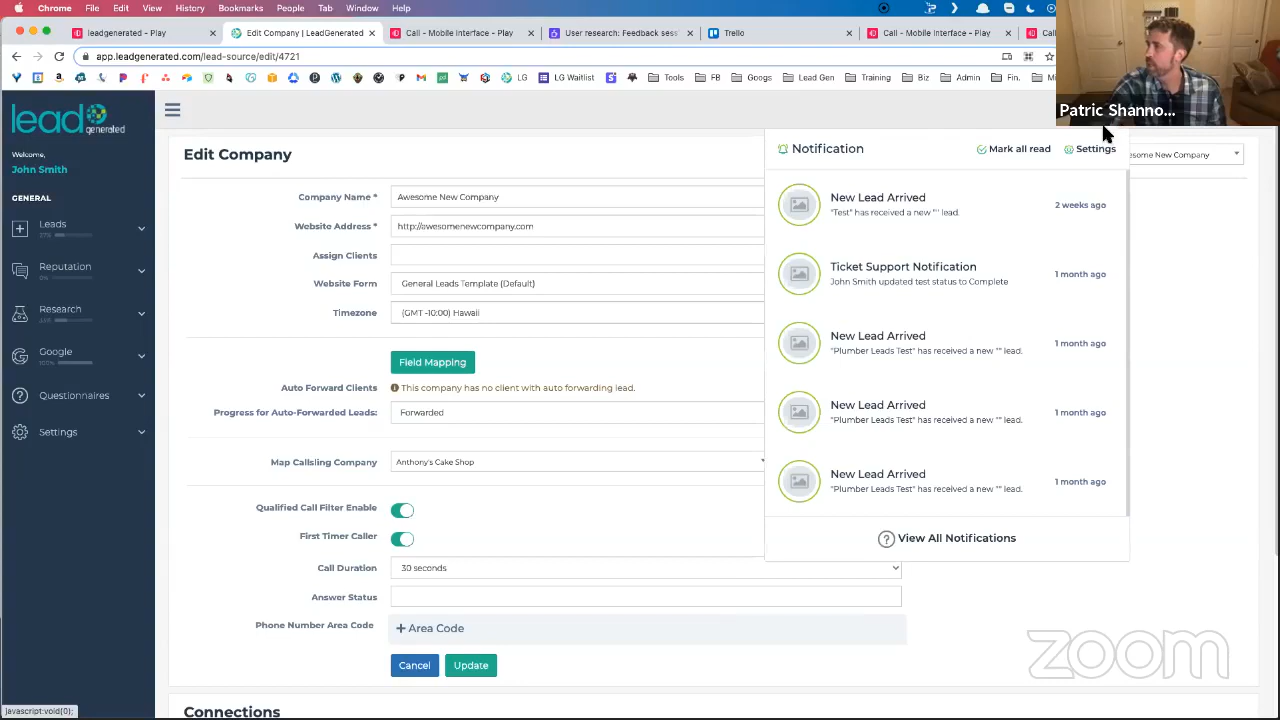 Chrome File Edit View History Bookmarks People Tab Window Help
leadgenerated - Play
Edit Company | LeadGenerated
Call - Mobile Interface - Play
User research: Feedback sess
Trello
Call - Mobile Interface - Play
Call
app.leadgenerated.com/lead-source/edit/4721
LG
LG Waitlist
Tools
FB
Googs
Lead Gen
Training
Biz
Admin
Fin.
Patric Shanno...
lead generated
Welcome,
John Smith
GENERAL
Leads
27%
Reputation
0%
Research
Google
100%
Questionnaires
Settings
Edit Company
Company Name *
Awesome New Company
Website Address *
http://awesomenewcompany.com
Assign Clients
Website Form
General Leads Template (Default)
Timezone
(GMT -10:00) Hawaii
Field Mapping
Auto Forward Clients
This company has no client with auto forwarding lead.
Progress for Auto-Forwarded Leads:
Forwarded
Map Callsling Company
Anthony's Cake Shop
Qualified Call Filter Enable
First Timer Caller
Call Duration
30 seconds
Answer Status
Phone Number Area Code
+ Area Code
Cancel
Update
Connections
Notification
Mark all read
Settings
esome New Company
New Lead Arrived
"Test" has received a new "" lead.
2 weeks ago
Ticket Support Notification
John Smith updated test status to Complete
1 month ago
New Lead Arrived
"Plumber Leads Test" has received a new "" lead.
1 month ago
New Lead Arrived
"Plumber Leads Test" has received a new "" lead.
1 month ago
New Lead Arrived
"Plumber Leads Test" has received a new "" lead.
1 month ago
View All Notifications
zoom
javascript:void(0);